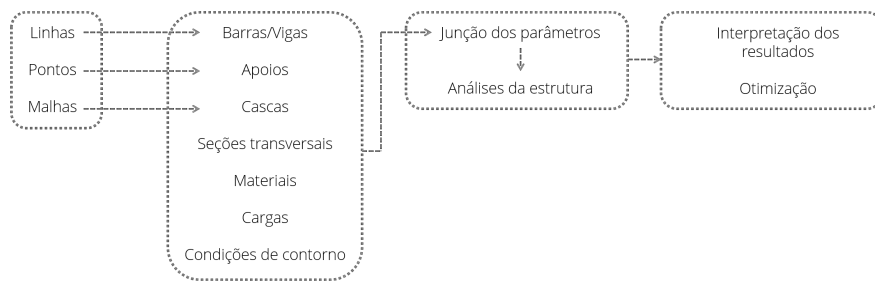 Linhas
Pontos
Malhas
Barras/Vigas
Apoios
Cascas
Seções transversais
Materiais
Cargas
Condições de contorno
Junção dos parâmetros
Análises da estrutura
Interpretação dos
resultados
Otimização